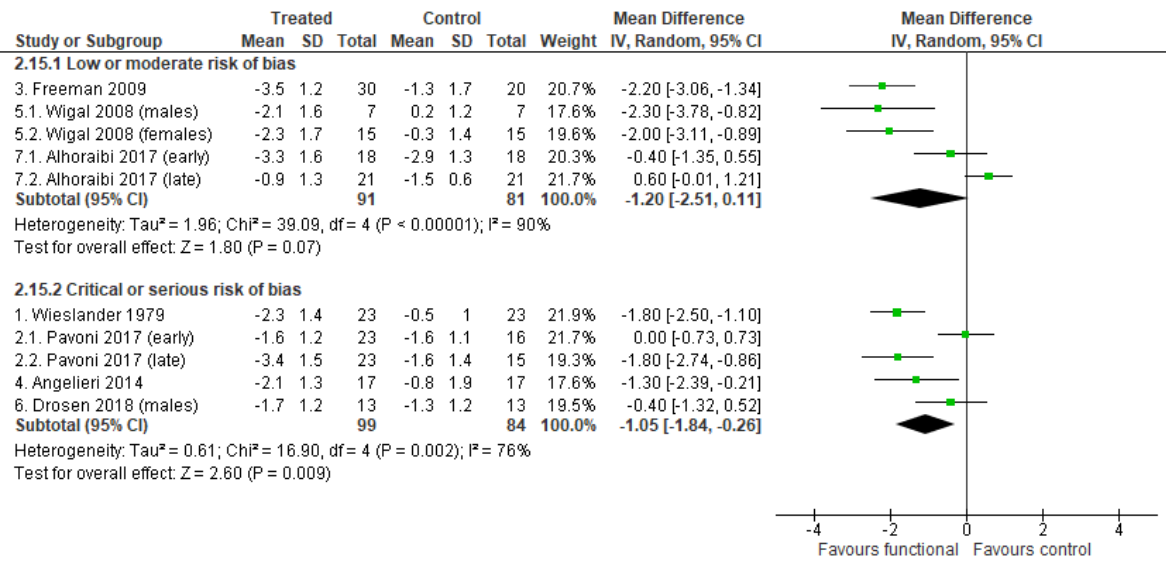 Treated Control Mean Difference Mean Difference
Study or Subgroup Mean SD Total Mean SD Total Weight IV, Random, 95% CI IV, Random, 95% CI
2.15.1 Low or moderate risk of bias
3. Freeman 2009 -3.5 1.2 30 -1.3 1.7 20 20.7% -2.20 [-3.06, -1.34]
5.1. Wigal 2008 (males) -2.1 1.6 7 0.2 1.2 7 17.6% -2.30 [-3.78, -0.82]
5.2. Wigal 2008 (females) -2.3 1.7 15 -0.3 1.4 15 19.6% -2.00 [-3.11, -0.89]
7.1. Alhoraibi 2017 (early) -3.3 1.6 18 -2.9 1.3 18 20.3% -0.40 [-1.35, 0.55]
7.2. Alhoraibi 2017 (late) -0.9 1.3 21 -1.5 0.6 21 21.7% 0.60 [-0.01, 1.21]
Subtotal (95% CI) 91 81 100.0% -1.20 [-2.51, 0.11]
Heterogeneity: Tau² = 1.96; Chi² = 39.09, df = 4 (P < 0.00001); I² = 90%
Test for overall effect: Z = 1.80 (P = 0.07)
2.15.2 Critical or serious risk of bias
1. Wieslander 1979 -2.3 1.4 23 -0.5 1 23 21.9% -1.80 [-2.50, -1.10]
2.1. Pavoni 2017 (early) -1.6 1.2 23 -1.6 1.1 16 21.7% 0.00 [-0.73, 0.73]
2.2. Pavoni 2017 (late) -3.4 1.5 23 -1.6 1.4 15 19.3% -1.80 [-2.74, -0.86]
4. Angelieri 2014 -2.1 1.3 17 -0.8 1.9 17 17.6% -1.30 [-2.39, -0.21]
6. Drosen 2018 (males) -1.7 1.2 13 -1.3 1.2 13 19.5% -0.40 [-1.32, 0.52]
Subtotal (95% CI) 99 84 100.0% -1.05 [-1.84, -0.26]
Heterogeneity: Tau² = 0.61; Chi² = 16.90, df = 4 (P = 0.002); I² = 76%
Test for overall effect: Z = 2.60 (P = 0.009)
-4 -2 0 2 4
Favours functional Favours control